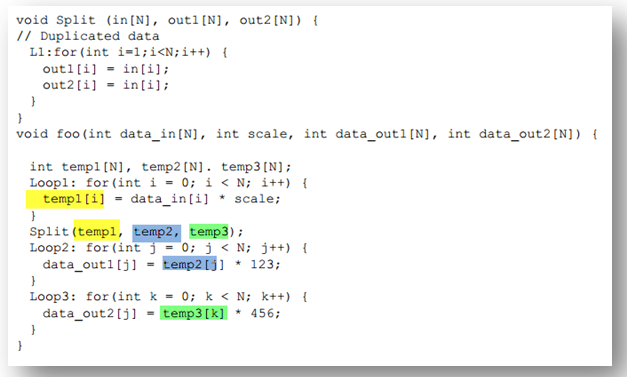 void Split (in[N], out1[N], out2[N]) {
// Duplicated data
L1:for(int i=1;i<N;i++) {
out1[i] = in[i];
out2[i] = in[i];
}
}
void foo(int data_in[N], int scale, int data_out1[N], int data_out2[N]) {
int temp1[N], temp2[N]. temp3[N];
Loop1: for(int i = 0; i < N; i++) {
temp1[i] = data_in[i] * scale;
}
Split(temp1, temp2, temp3);
Loop2: for(int j = 0; j < N; j++) {
data_out1[j] = temp2[j] * 123;
}
Loop3: for(int k = 0; k < N; k++) {
data_out2[j] = temp3[k] * 456;
}
}